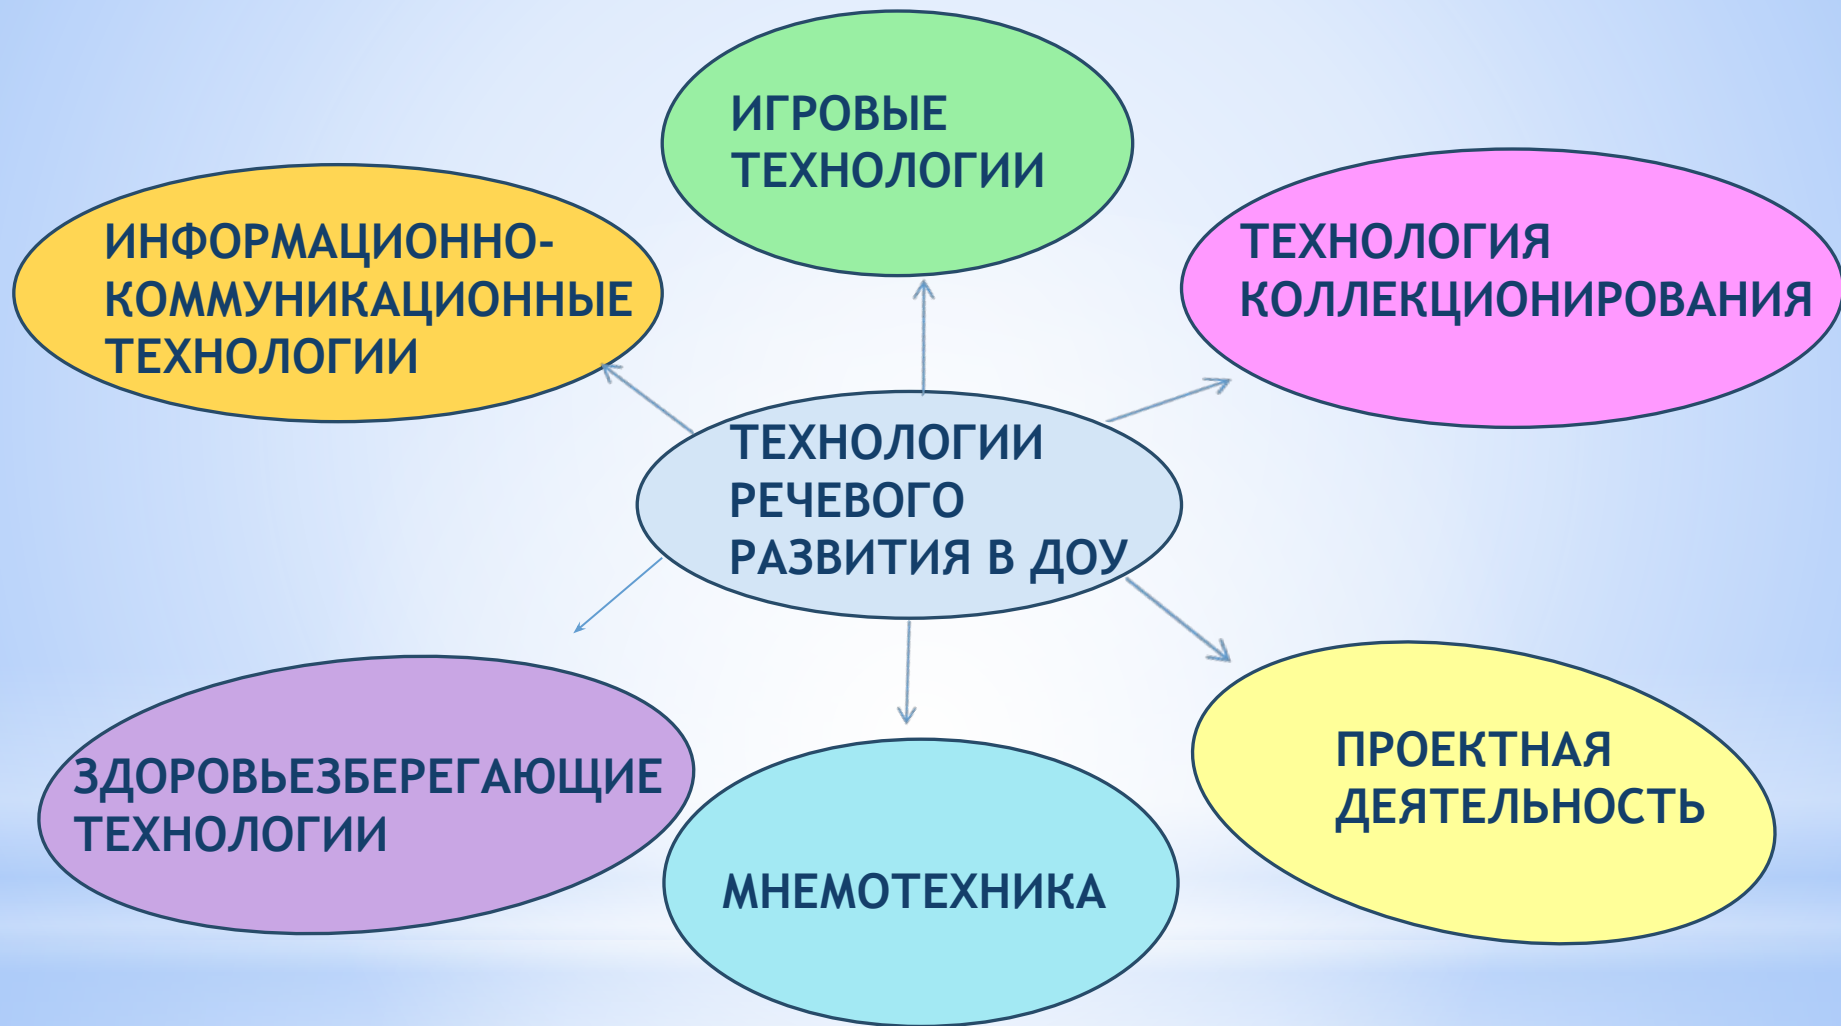 ИГРОВЫЕ
ТЕХНОЛОГИИ
ИНФОРМАЦИОННО-
КОММУНИКАЦИОННЫЕ
ТЕХНОЛОГИИ
ТЕХНОЛОГИЯ
КОЛЛЕКЦИОНИРОВАНИЯ
ТЕХНОЛОГИИ
РЕЧЕВОГО
РАЗВИТИЯ В ДОУ
ЗДОРОВЬЕЗБЕРЕГАЮЩИЕ
ТЕХНОЛОГИИ
МНЕМОТЕХНИКА
ПРОЕКТНАЯ
ДЕЯТЕЛЬНОСТЬ